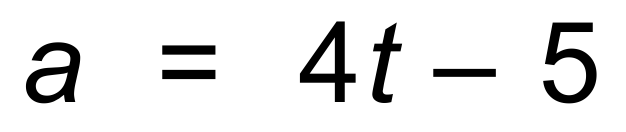 a = 4t – 5